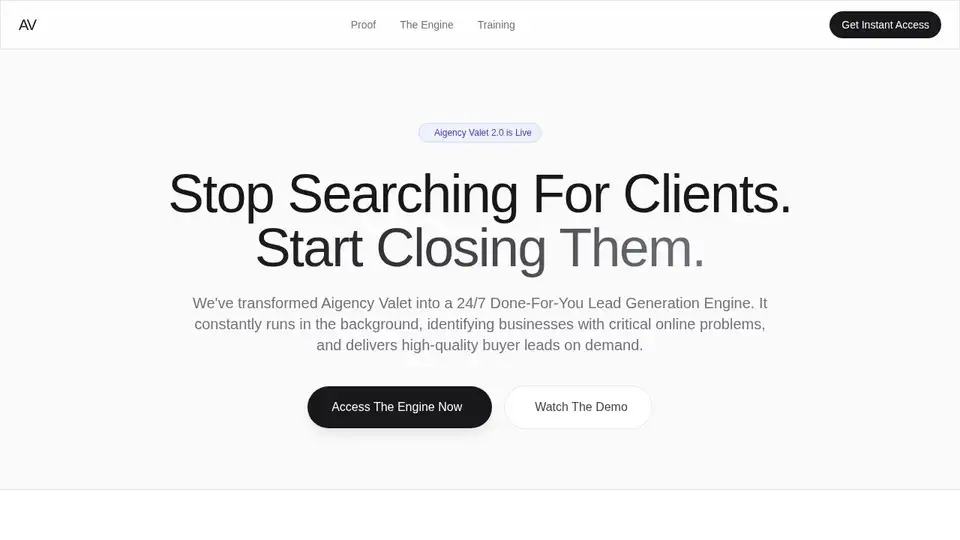 AV
Proof
The Engine
Training
Get Instant Access
Aigency Valet 2.0 is Live
Stop Searching For Clients.
Start Closing Them.
We've transformed Aigency Valet into a 24/7 Done-For-You Lead Generation Engine. It
constantly runs in the background, identifying businesses with critical online problems,
and delivers high-quality buyer leads on demand.
Access The Engine Now
Watch The Demo